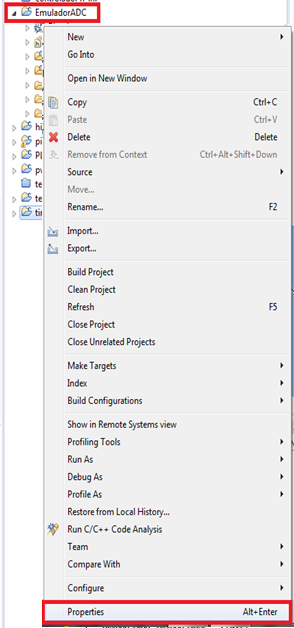 EmuladorADC
New
Go Into
Open in New Window
Copy Ctrl+C
Paste Ctrl+V
Delete Delete
Remove from Context Ctrl+Alt+Shift+Down
Source
Move...
Rename... F2
Import...
Export...
Build Project
Clean Project
Refresh F5
Close Project
Close Unrelated Projects
Make Targets
Index
Build Configurations
Show in Remote Systems view
Profiling Tools
Run As
Debug As
Profile As
Restore from Local History...
Run C/C++ Code Analysis
Team
Compare With
Configure
Properties Alt+Enter